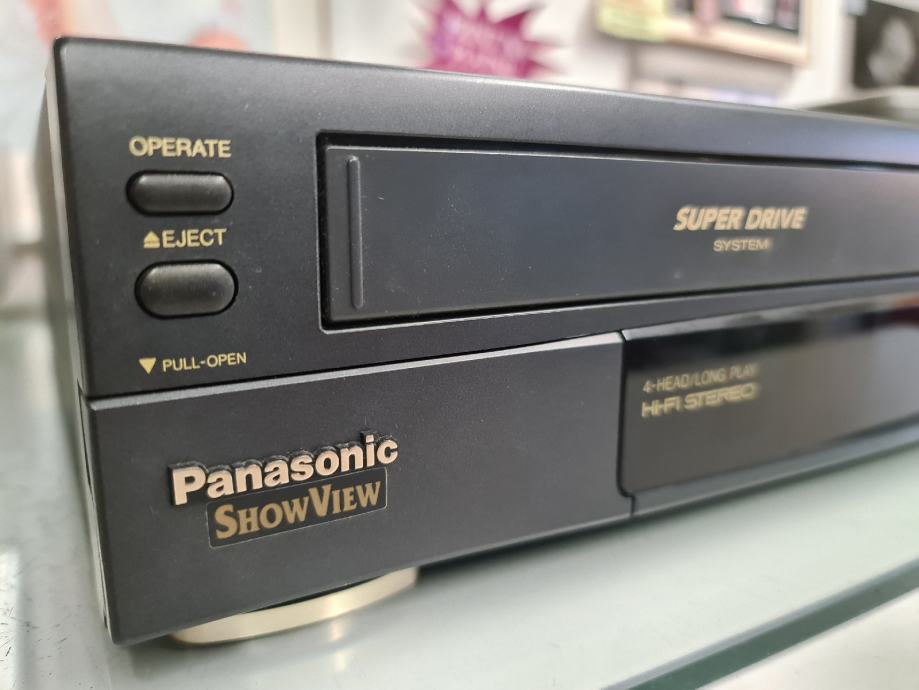 OPERATE
⏏EJECT
▼ PULL-OPEN
SUPER DRIVE
SYSTEM
4-HEAD/LONG PLAY
HI-FI STEREO
Panasonic
SHOWVIEW